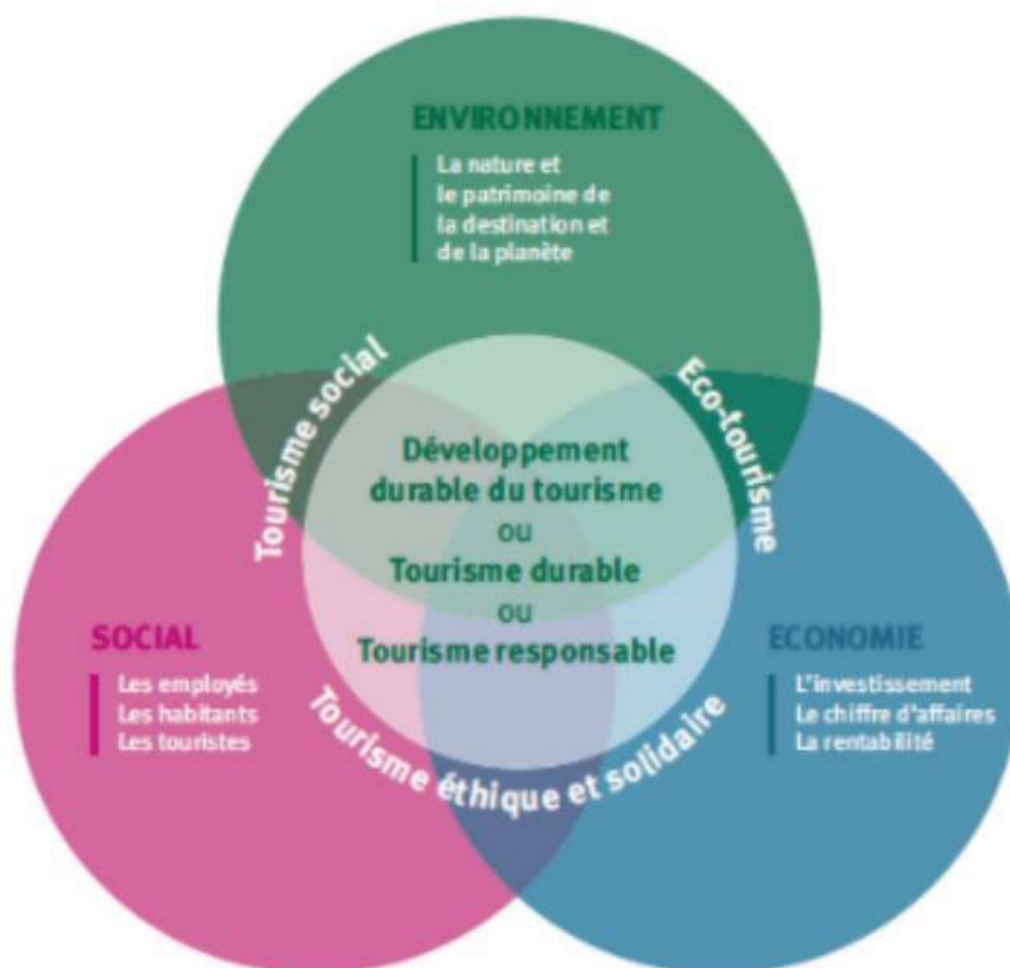 ENVIRONNEMENT
La nature et
le patrimoine de
la destination et
de la planète
Tourisme social
Eco-tourisme
Développement
durable du tourisme
ou
Tourisme durable
ou
Tourisme responsable
SOCIAL
Les employés
Les habitants
Les touristes
ECONOMIE
L'investissement
Le chiffre d'affaires
La rentabilité
Tourisme éthique et solidaire